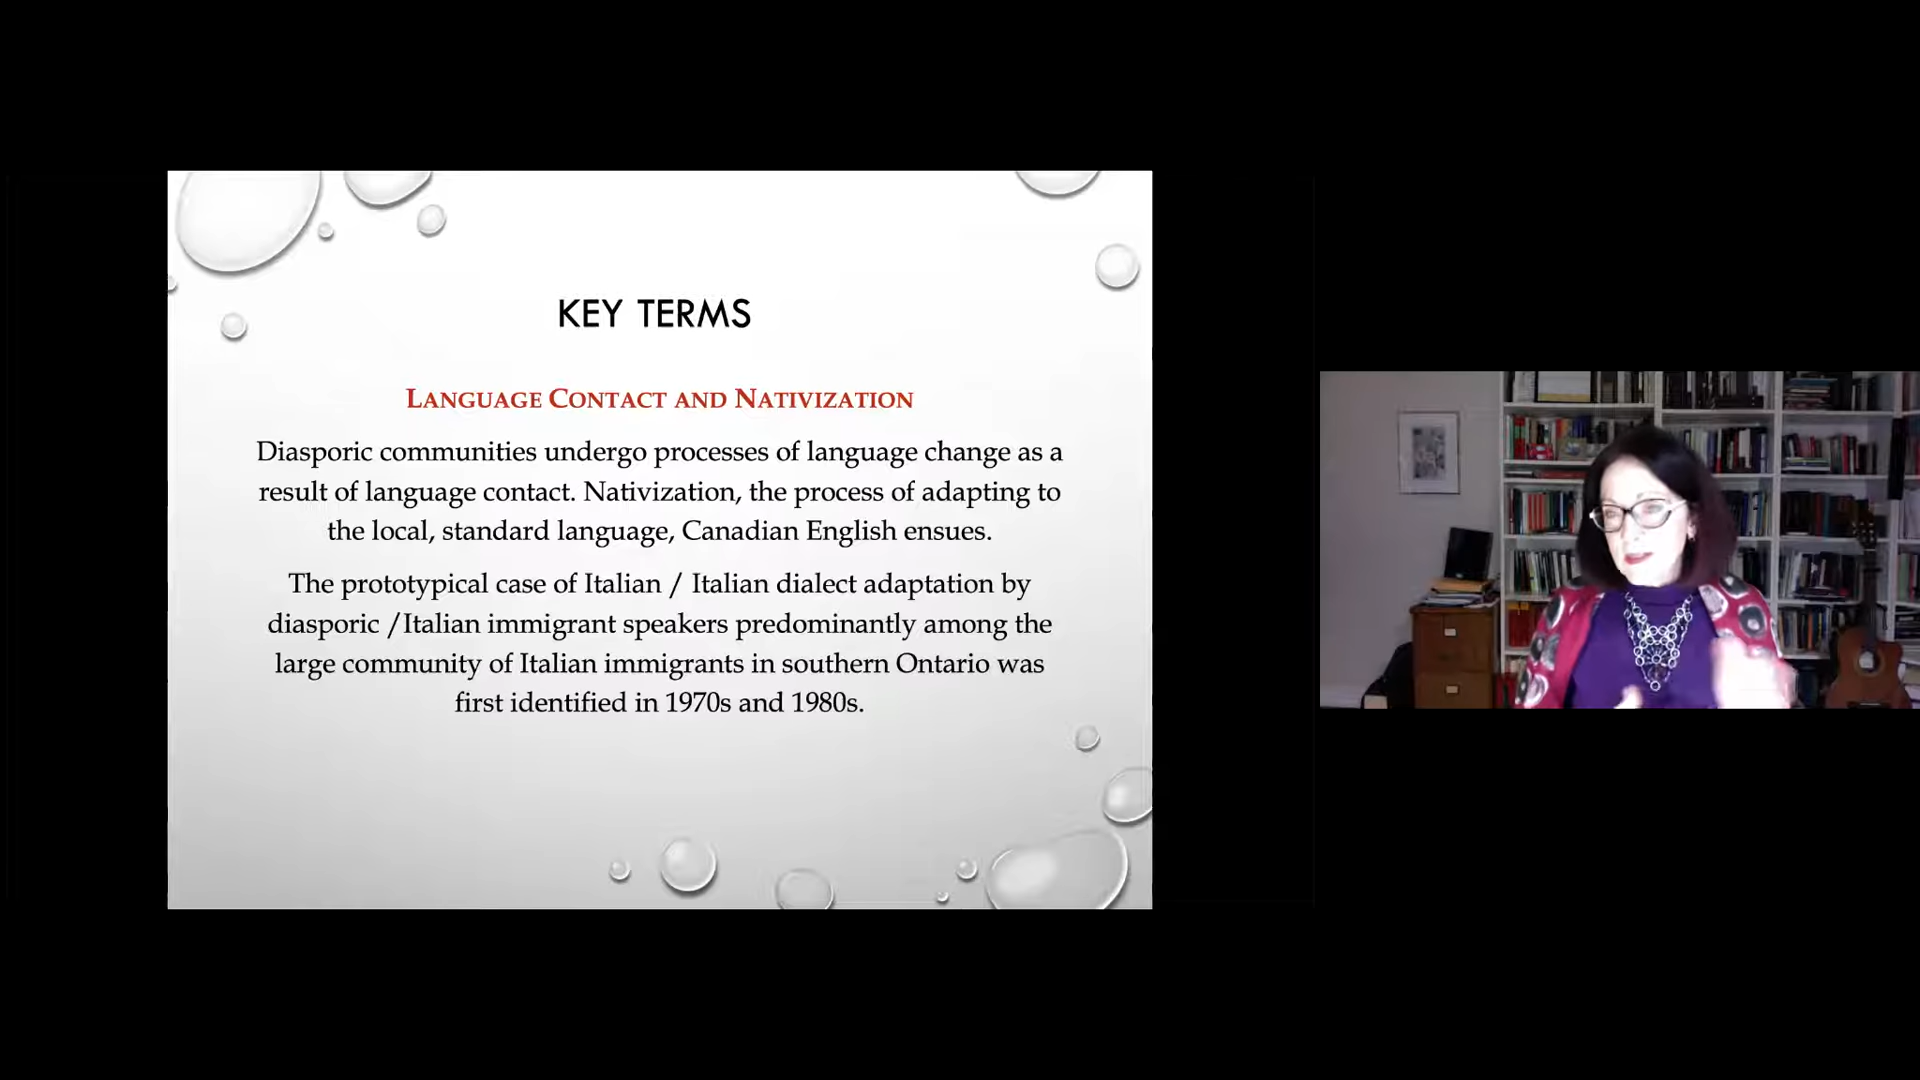 KEY TERMS
LANGUAGE CONTACT AND NATIVIZATION
Diasporic communities undergo processes of language change as a
result of language contact. Nativization, the process of adapting to
the local, standard language, Canadian English ensues.
The prototypical case of Italian / Italian dialect adaptation by
diasporic /Italian immigrant speakers predominantly among the
large community of Italian immigrants in southern Ontario was
first identified in 1970s and 1980s.